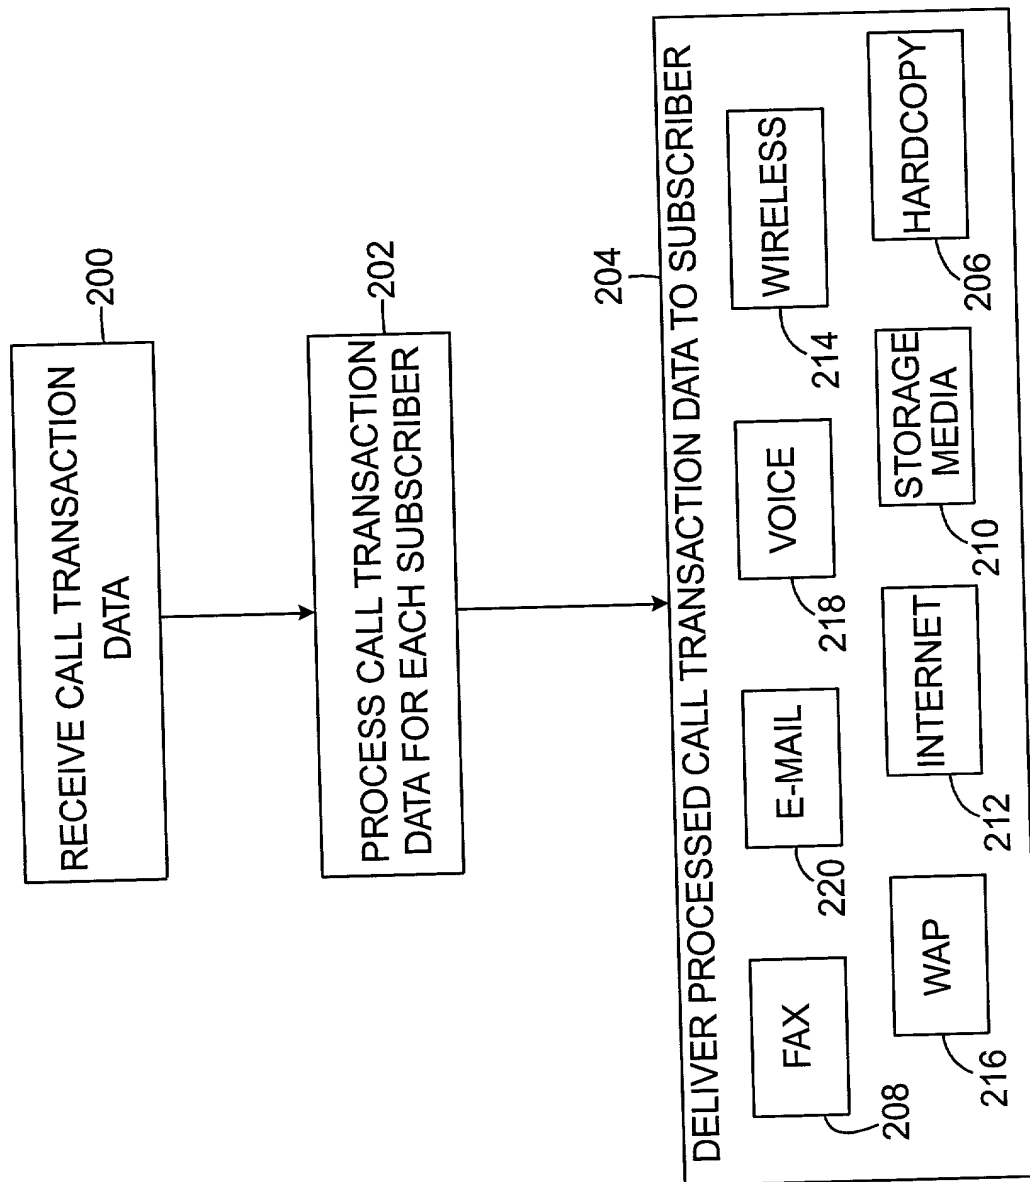 RECEIVE CALL TRANSACTION
DATA
200
PROCESS CALL TRANSACTION
DATA FOR EACH SUBSCRIBER
202
204
DELIVER PROCESSED CALL TRANSACTION DATA TO SUBSCRIBER
FAX
208
E-MAIL
220
VOICE
218
WIRELESS
214
WAP
216
INTERNET
212
STORAGE
MEDIA
210
HARDCOPY
206